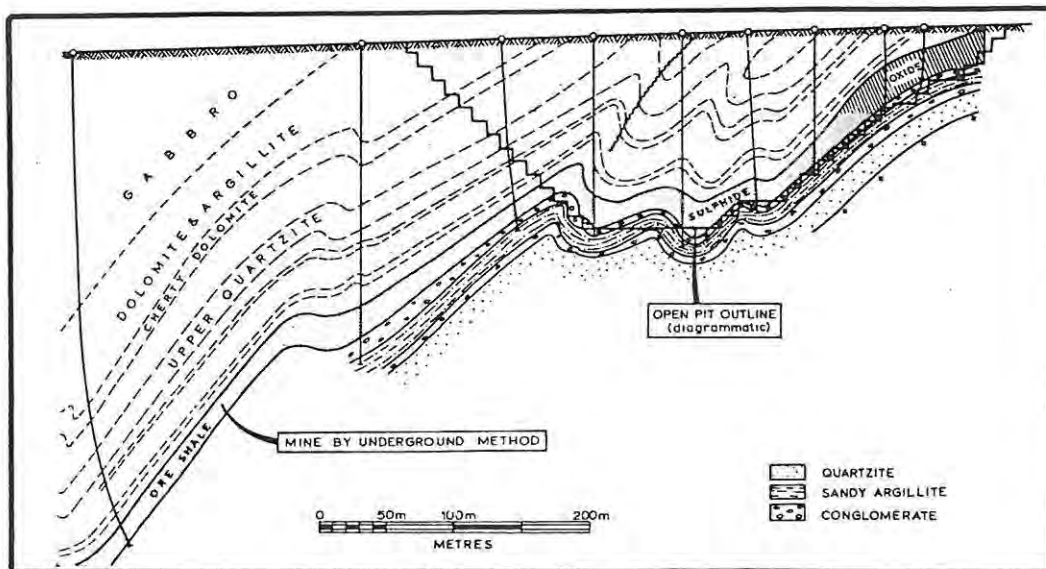 GABBRO
DOLOMITE & ARGILLITE
CHERTY DOLOMITE
UPPER QUARTZITE
ORE SHALE
OXIDE
SULPHIDE
OPEN PIT OUTLINE
(diagrammatic)
MINE BY UNDERGROUND METHOD
QUARTZITE
SANDY ARGILLITE
CONGLOMERATE
0 50m 100m 200m
METRES